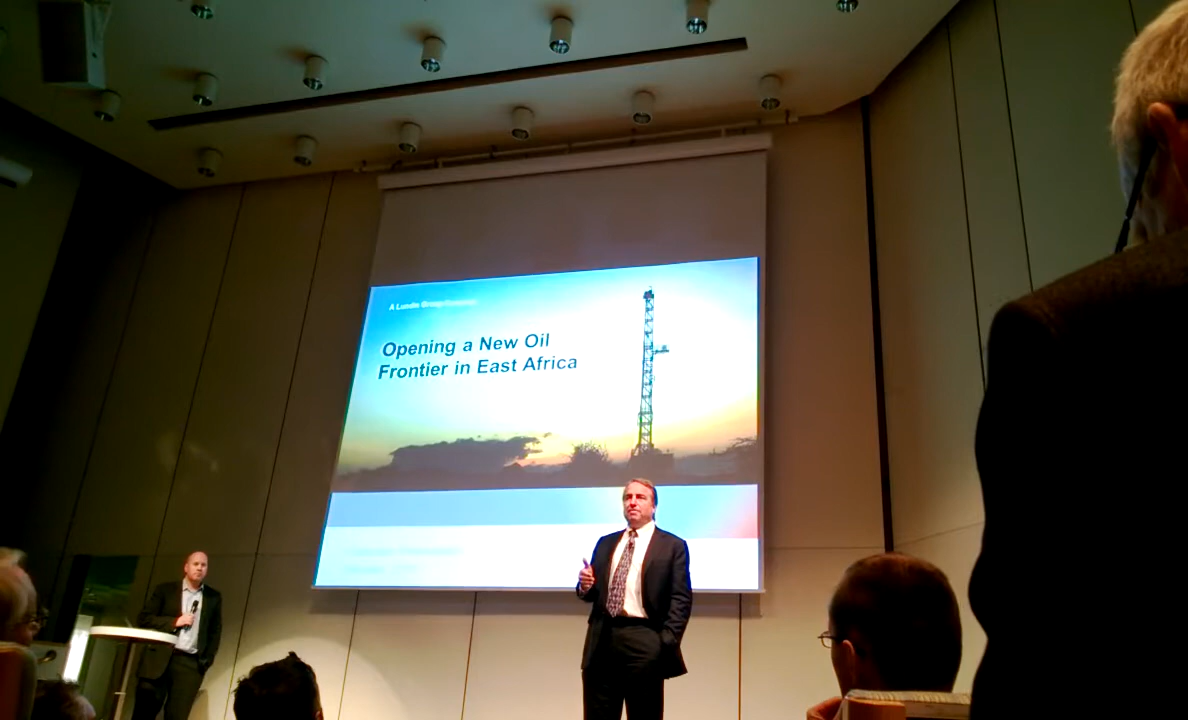 A Lundin Group Company
Opening a New Oil
Frontier in East Africa